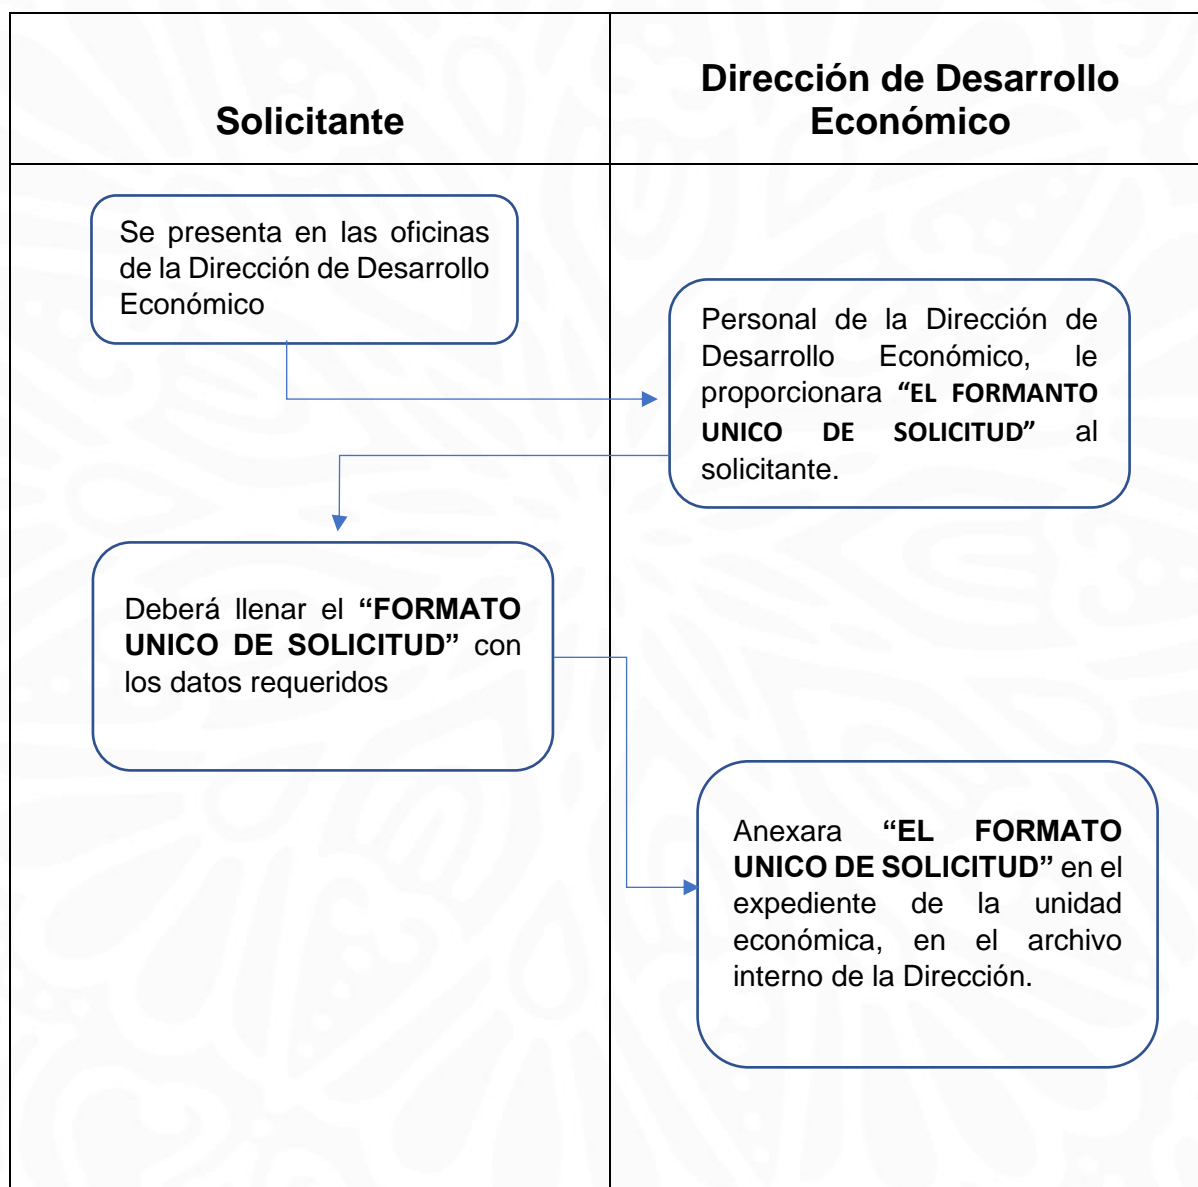 Solicitante
Dirección de Desarrollo
Económico
Se presenta en las oficinas
de la Dirección de Desarrollo
Económico
Personal de la Dirección de
Desarrollo Económico, le
proporcionara “EL FORMANTO
UNICO DE SOLICITUD” al
solicitante.
Deberá llenar el “FORMATO
UNICO DE SOLICITUD” con
los datos requeridos
Anexara “EL FORMATO
UNICO DE SOLICITUD” en el
expediente de la unidad
económica, en el archivo
interno de la Dirección.